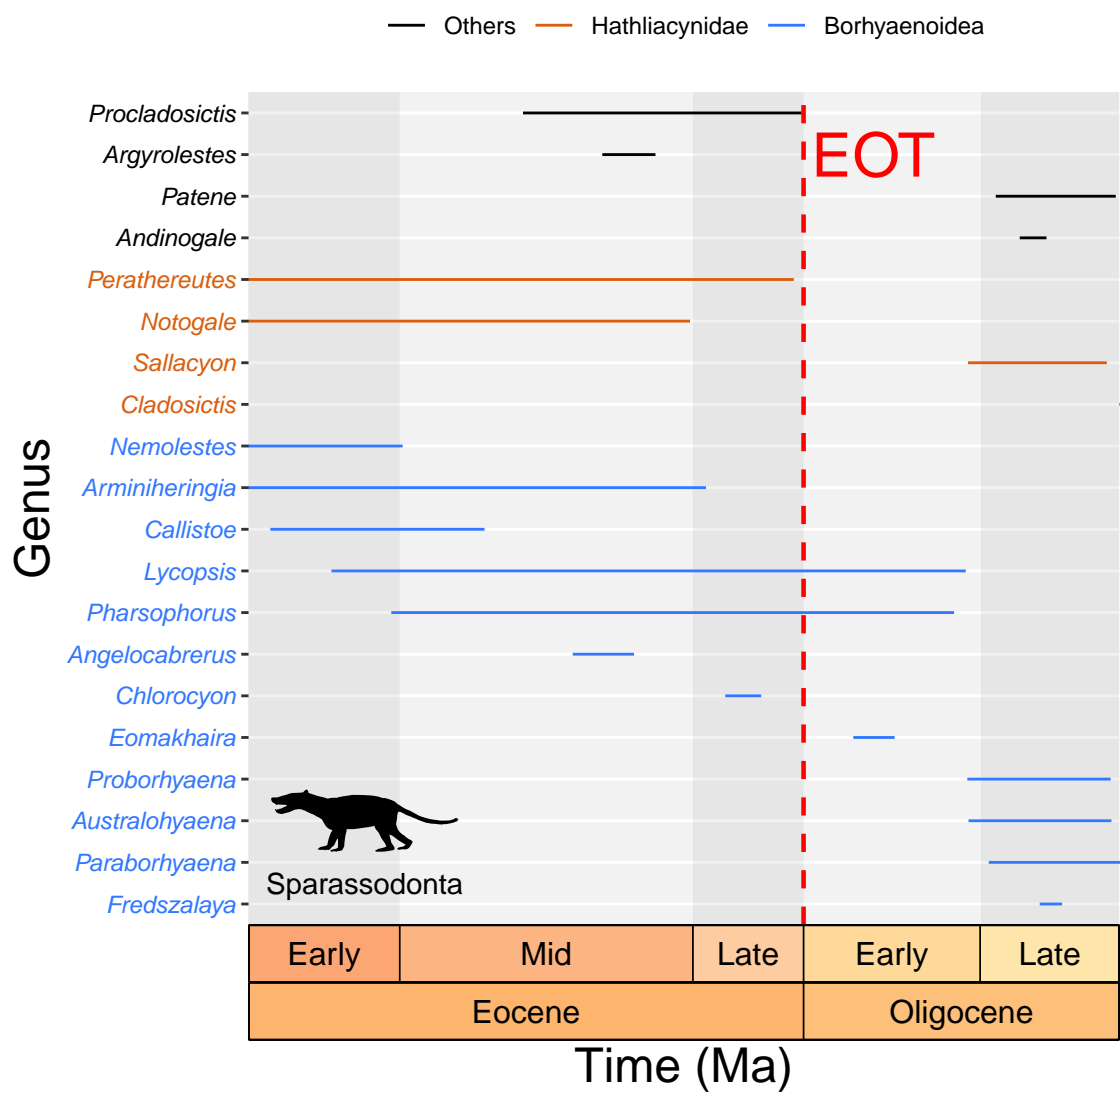 Others Hathliacynidae Borhyaenoidea
Procladosictis
EOT
Argyrolestes
Patene
Andinogale
Perathereutes
Notogale
Sallacyon
Cladosictis
Nemolestes
Arminiheringia
Callistoe
Lycopsis
Pharsophorus
Angelocabrerus
Chlorocyon
Eomakhaira
Proborhyaena
Australohyaena
Paraborhyaena
Fredszalaya
Genus
Sparassodonta
Early Mid Late Early Late
Eocene Oligocene
Time (Ma)